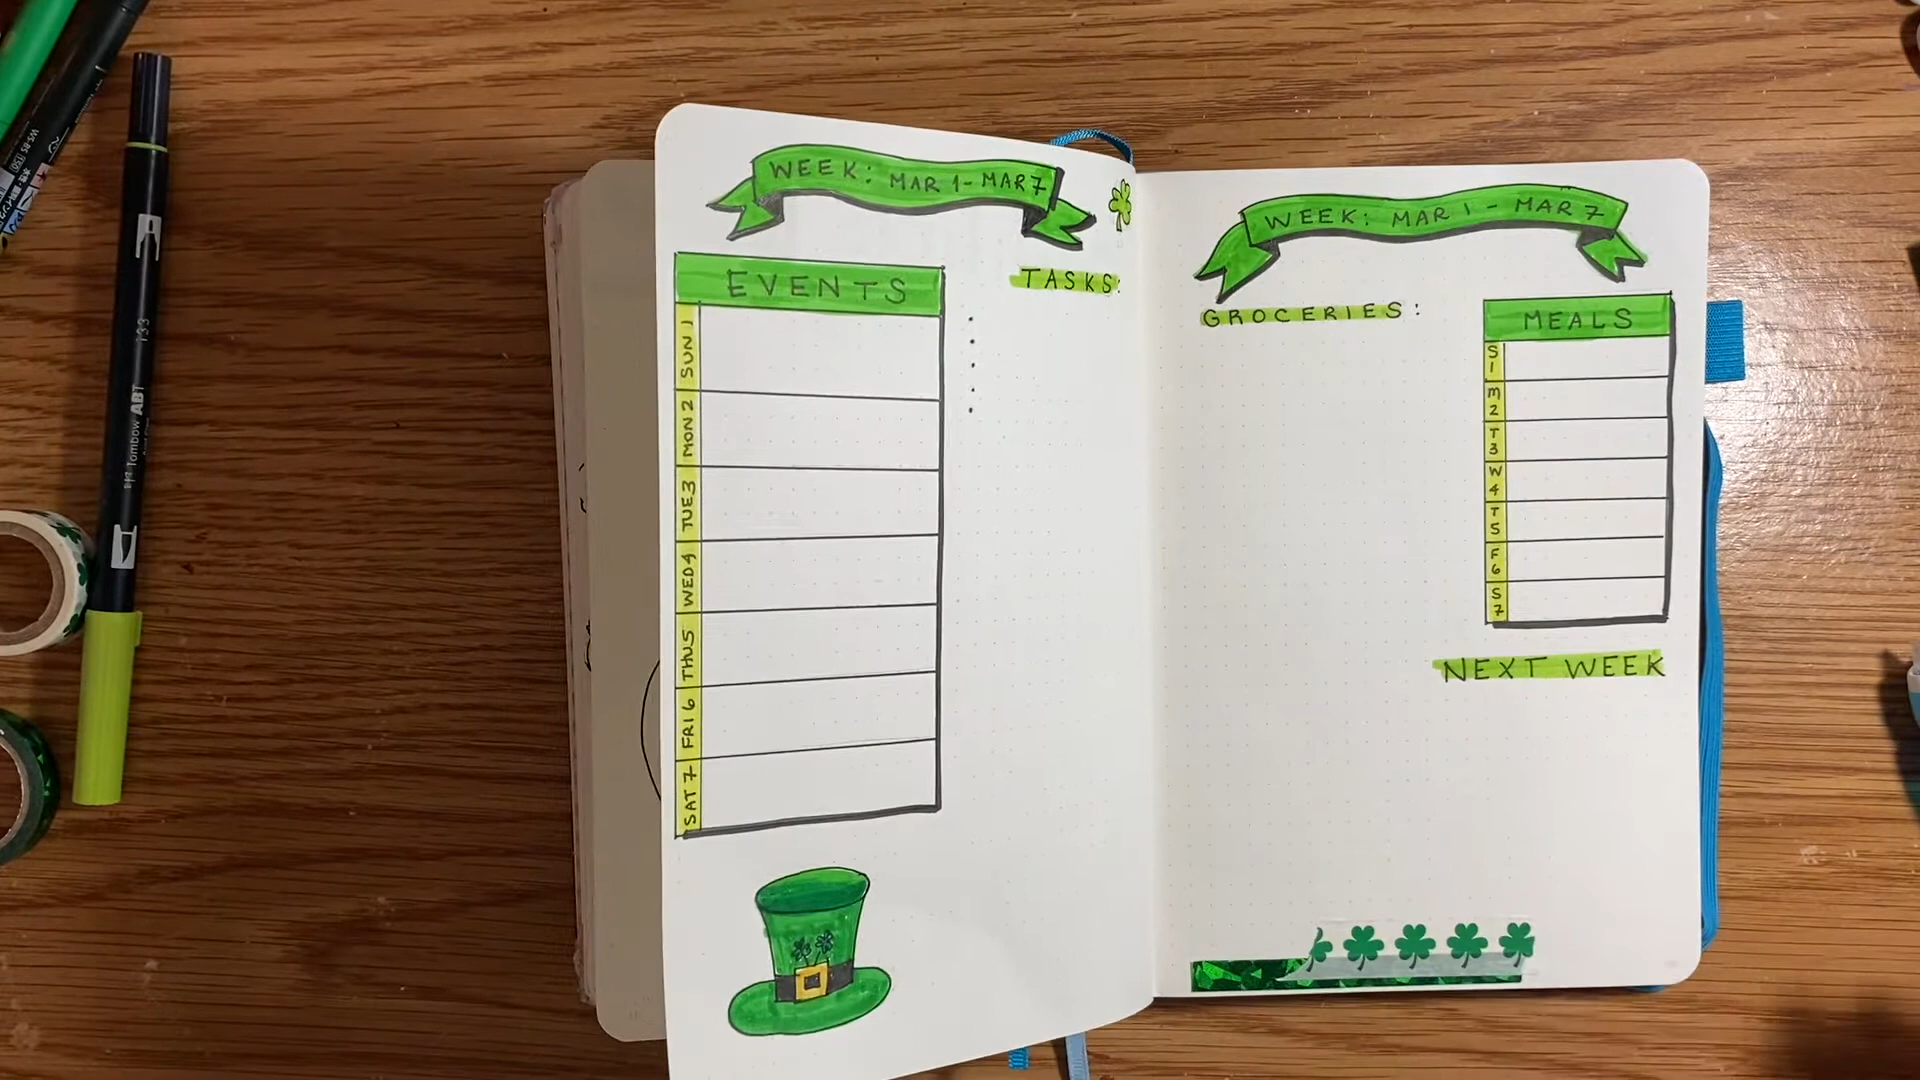 WEEK: MAR 1 - MAR 7
EVENTS
SUN 1
MON 2
TUE 3
WED 4
THU 5
FRI 6
SAT 7
TASKS:
WEEK: MAR 1 - MAR 7
GROCERIES:
MEALS
S 1
M 2
T 3
W 4
T 5
F 6
S 7
NEXT WEEK
Tombow ABT
133